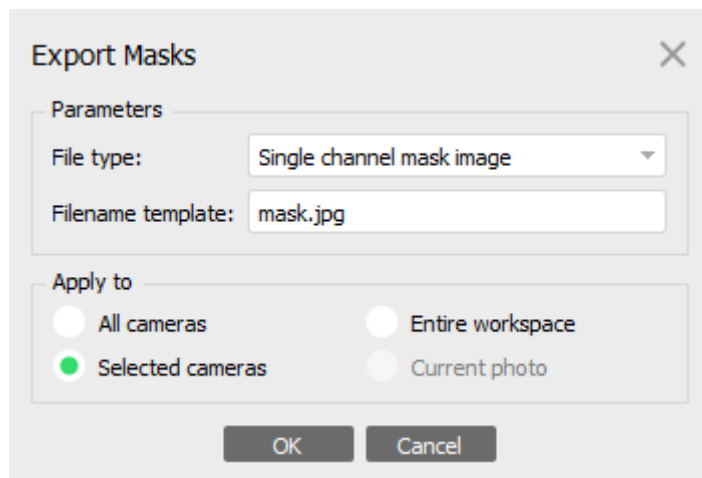 Export Masks
Parameters
File type: Single channel mask image
Filename template: mask.jpg
Apply to
All cameras Entire workspace
Selected cameras Current photo
OK Cancel